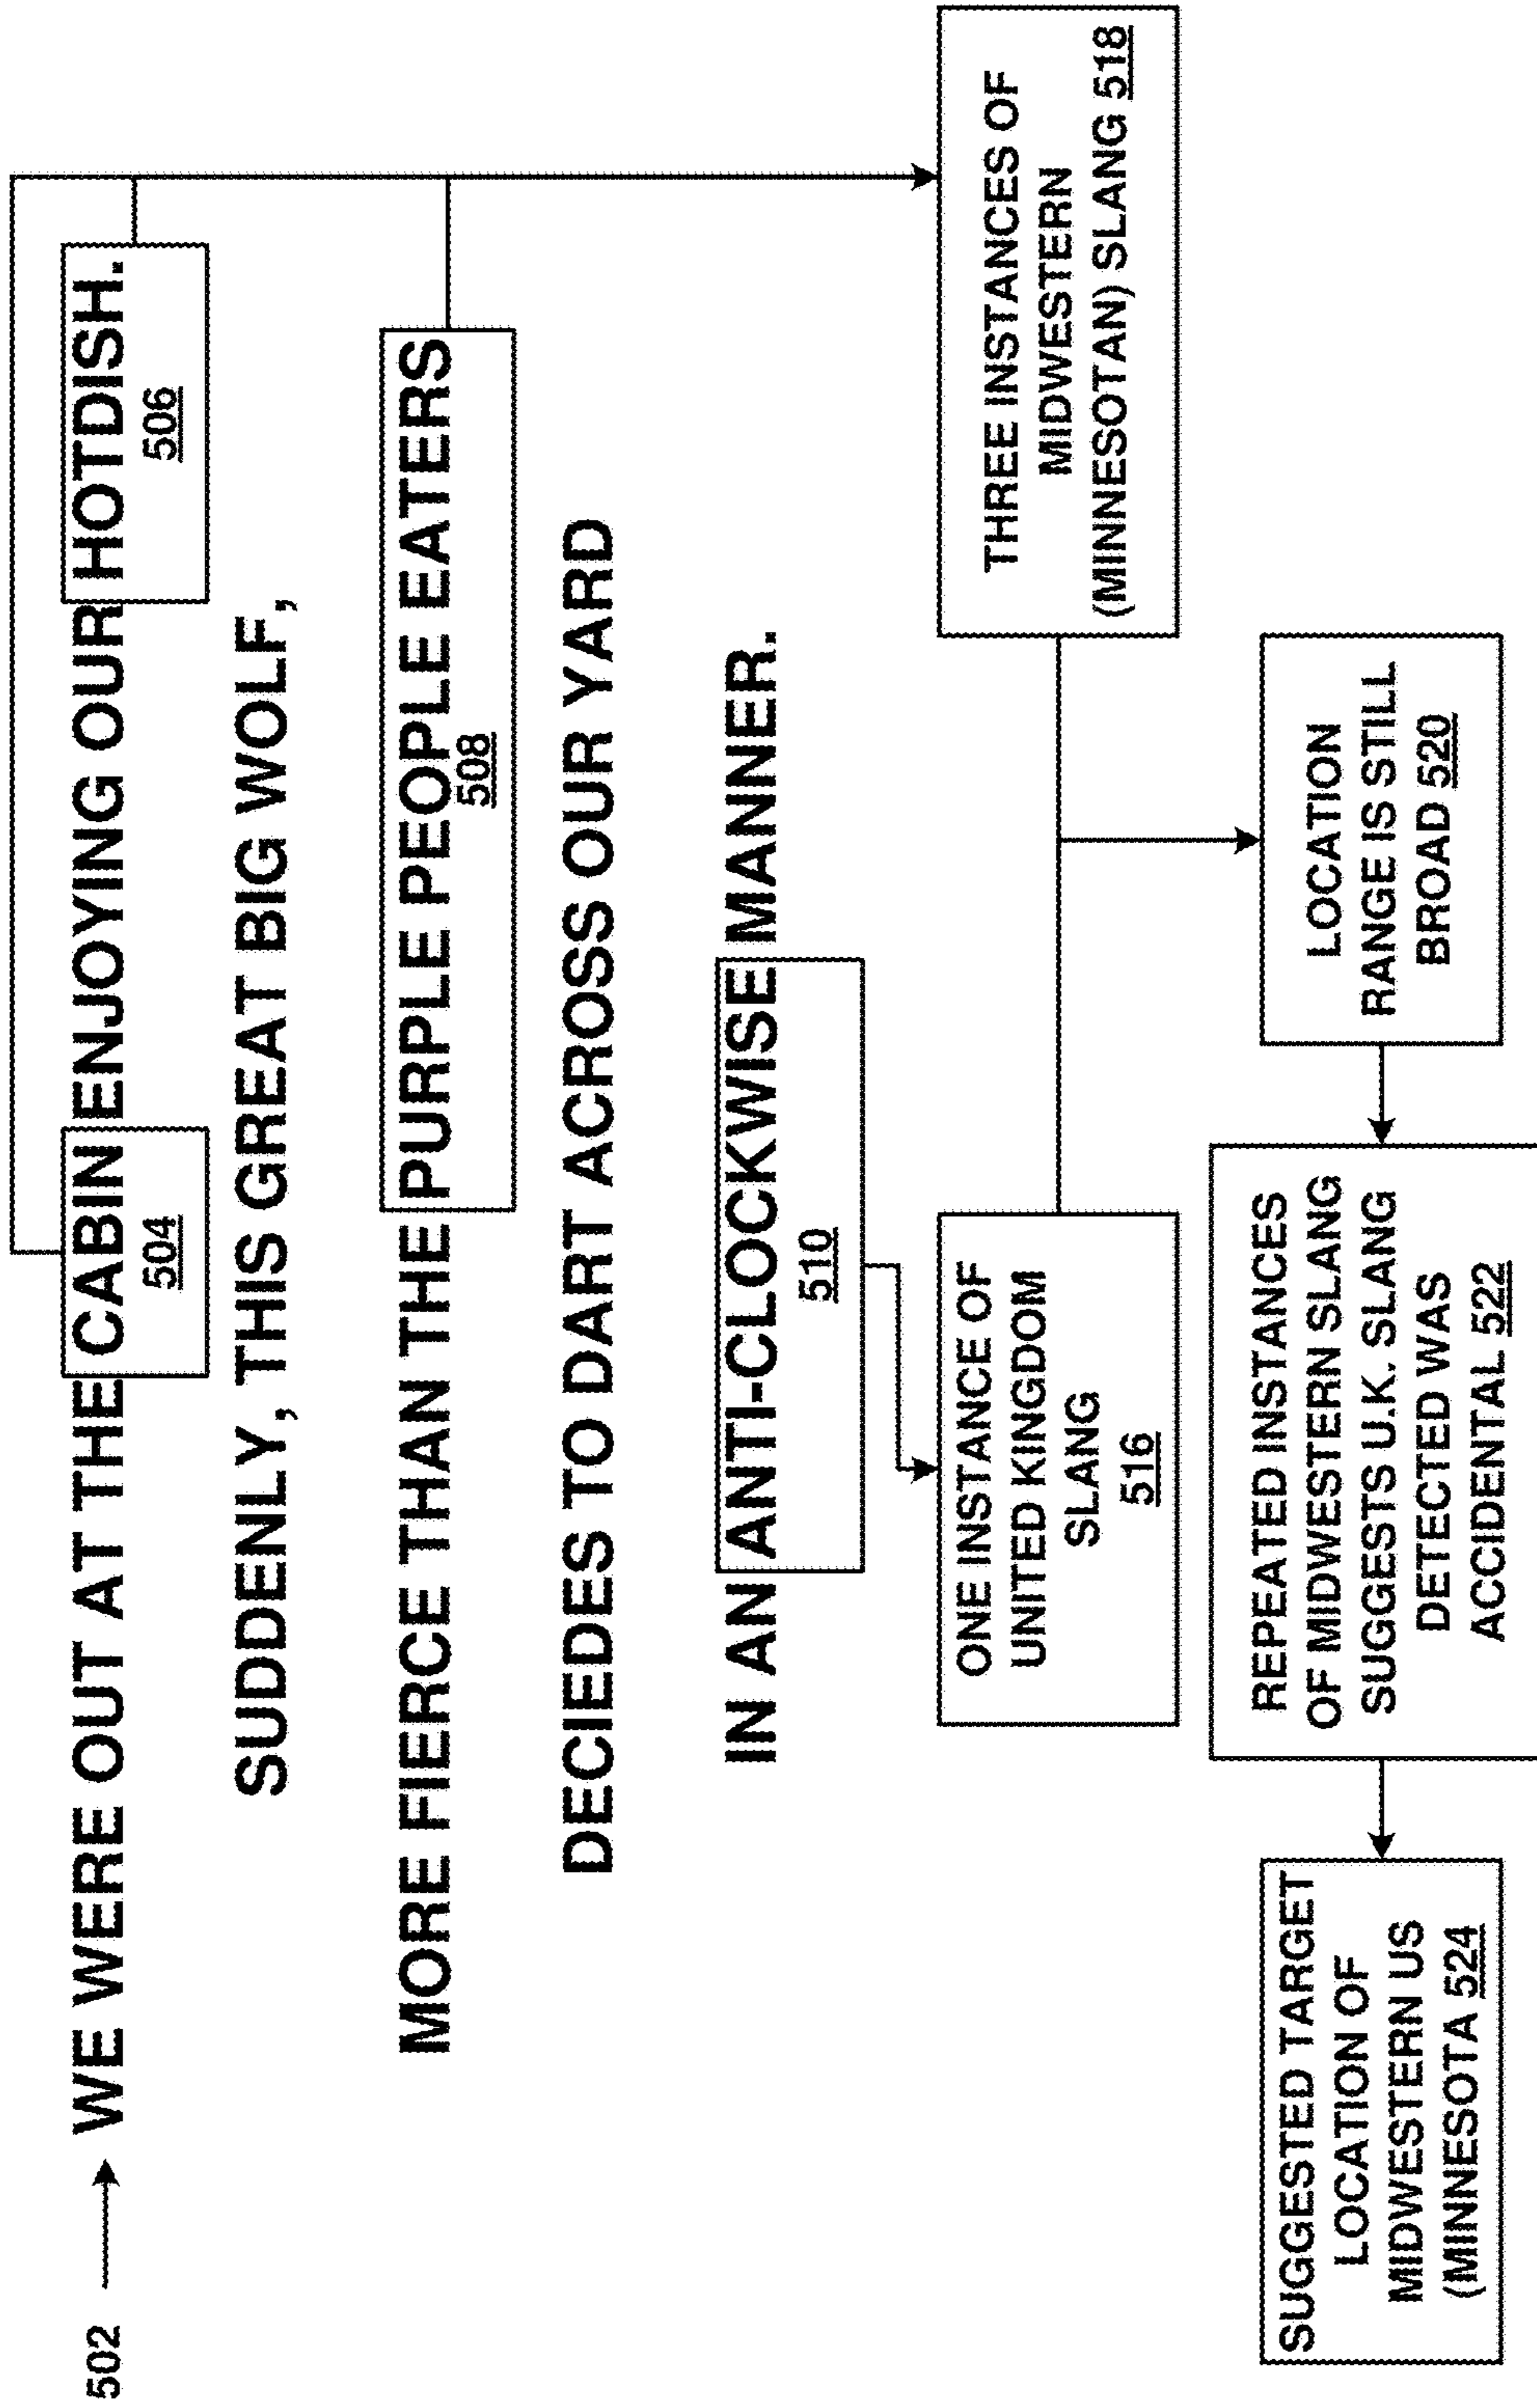 502
WE WERE OUT AT THE CABIN ENJOYING OUR HOTDISH.
504
506
SUDDENLY, THIS GREAT BIG WOLF,
MORE FIERCE THAN THE PURPLE PEOPLE EATERS
508
DECIEDES TO DART ACROSS OUR YARD
IN AN ANTI-CLOCKWISE MANNER.
510
ONE INSTANCE OF
UNITED KINGDOM
SLANG
516
THREE INSTANCES OF
MIDWESTERN
(MINNESOTAN) SLANG 518
LOCATION
RANGE IS STILL
BROAD 520
REPEATED INSTANCES
OF MIDWESTERN SLANG
SUGGESTS U.K. SLANG
DETECTED WAS
ACCIDENTAL 522
SUGGESTED TARGET
LOCATION OF
MIDWESTERN US
(MINNESOTA 524